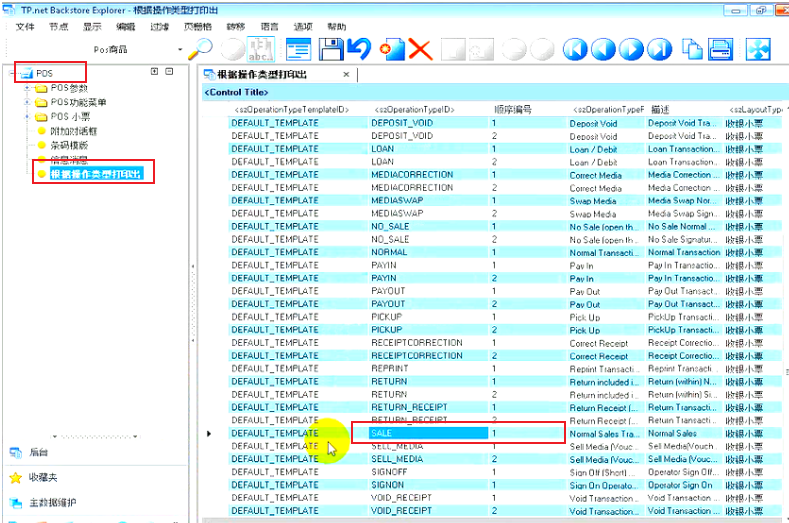 TP.net Backstore Explorer - 根据操作类型打印出
文件 节点 显示 编辑 过滤 页栅格 转移 语言 选项 帮助
Pos商品
abc
POS
POS参数
POS功能菜单
POS 小票
附加对话框
条码模版
信息消息
根据操作类型打印出
后台
收藏夹
主数据维护
根据操作类型打印出
<Control Title>
<szOperationTypeTemplateID> <szOperationTypeID> 顺序编号 <szOperationTypeF 描述 <szLayoutType
DEFAULT_TEMPLATE DEPOSIT_VOID 1 Deposit Void Deposit Void Tra... 收银小票
DEFAULT_TEMPLATE DEPOSIT_VOID 2 Deposit Void Deposit Void Tra... 收银小票
DEFAULT_TEMPLATE LOAN 1 Loan / Debit Loan Transaction... 收银小票
DEFAULT_TEMPLATE LOAN 2 Loan / Debit Loan Transaction... 收银小票
DEFAULT_TEMPLATE MEDIACORRECTION 1 Correct Media Media Correction ... 收银小票
DEFAULT_TEMPLATE MEDIACORRECTION 2 Correct Media Media Correction ... 收银小票
DEFAULT_TEMPLATE MEDIASWAP 1 Swap Media Media Swap Nor... 收银小票
DEFAULT_TEMPLATE MEDIASWAP 2 Swap Media Media Swap Sign... 收银小票
DEFAULT_TEMPLATE NO_SALE 1 No Sale (open th... No Sale Normal ... 收银小票
DEFAULT_TEMPLATE NO_SALE 2 No Sale (open th... No Sale Signatur... 收银小票
DEFAULT_TEMPLATE NORMAL 1 Normal Transacti... Normal Transaction 收银小票
DEFAULT_TEMPLATE PAYIN 1 Pay In Pay In Transactio... 收银小票
DEFAULT_TEMPLATE PAYIN 2 Pay In Pay In Transactio... 收银小票
DEFAULT_TEMPLATE PAYOUT 1 Pay Out Pay Out Transact... 收银小票
DEFAULT_TEMPLATE PAYOUT 2 Pay Out Pay Out Transact... 收银小票
DEFAULT_TEMPLATE PICKUP 1 Pick Up PickUp Transacti... 收银小票
DEFAULT_TEMPLATE PICKUP 2 Pick Up PickUp Transacti... 收银小票
DEFAULT_TEMPLATE RECEIPTCORRECTION 1 Correct Receipt Receipt Correctio... 收银小票
DEFAULT_TEMPLATE RECEIPTCORRECTION 2 Correct Receipt Receipt Correctio... 收银小票
DEFAULT_TEMPLATE REPRINT 1 Reprint Transacti... Reprint Transacti... 收银小票
DEFAULT_TEMPLATE RETURN 1 Return included i... Return (within) N... 收银小票
DEFAULT_TEMPLATE RETURN 2 Return included i... Return (within) Si... 收银小票
DEFAULT_TEMPLATE RETURN_RECEIPT 1 Return Receipt (... Return Transacti... 收银小票
DEFAULT_TEMPLATE RETURN_RECEIPT 2 Return Receipt (... Return Transacti... 收银小票
DEFAULT_TEMPLATE SALE 1 Normal Sales Tra... Normal Sales 收银小票
DEFAULT_TEMPLATE SELL_MEDIA 1 Sell Media (Vouc... Sell Media(Vouch... 收银小票
DEFAULT_TEMPLATE SELL_MEDIA 2 Sell Media (Vouc... Sell Media(Vouch... 收银小票
DEFAULT_TEMPLATE SIGNOFF 1 Sign Off (Short) ... Operator Sign Off... 收银小票
DEFAULT_TEMPLATE SIGNON 1 Sign On Operato... Operator Sign On 收银小票
DEFAULT_TEMPLATE VOID_RECEIPT 1 Void Transaction ... Void Transaction... 收银小票
DEFAULT_TEMPLATE VOID_RECEIPT 2 Void Transaction ... Void Transaction... 收银小票